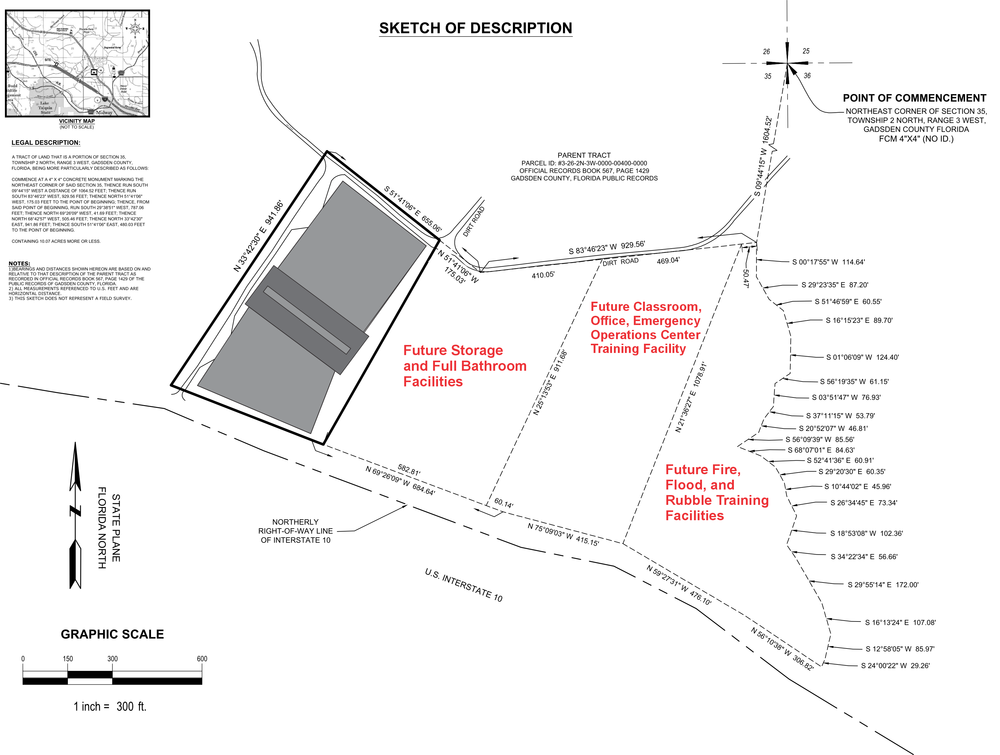 SKETCH OF DESCRIPTION
East Gadsden
High School
Violetta Farm
Pond
Dogwood Farm
SITE
CSX
R.R.
Budd
Lake
Talquin
State
Midway
N
W E
S
VICINITY MAP
(NOT TO SCALE)
LEGAL DESCRIPTION:
A TRACT OF LAND THAT IS A PORTION OF SECTION 35,
TOWNSHIP 2 NORTH, RANGE 3 WEST, GADSDEN COUNTY,
FLORIDA, BEING MORE PARTICULARLY DESCRIBED AS FOLLOWS:
COMMENCE AT A 4" X 4" CONCRETE MONUMENT MARKING THE
NORTHEAST CORNER OF SAID SECTION 35, THENCE RUN SOUTH
09°44'15" WEST A DISTANCE OF 1064.52 FEET; THENCE RUN
SOUTH 83°46'23" WEST, 929.56 FEET; THENCE NORTH 51°41'06"
WEST, 175.03 FEET TO THE POINT OF BEGINNING; THENCE, FROM
SAID POINT OF BEGINNING, RUN SOUTH 29°38'51" WEST, 787.06
FEET; THENCE NORTH 69°26'09" WEST, 41.69 FEET; THENCE
NORTH 68°42'57" WEST, 505.46 FEET; THENCE NORTH 33°42'30"
EAST, 941.86 FEET; THENCE SOUTH 51°41'06" EAST, 480.03 FEET
TO THE POINT OF BEGINNING.
CONTAINING 10.07 ACRES MORE OR LESS.
NOTES:
1)BEARINGS AND DISTANCES SHOWN HEREON ARE BASED ON AND
RELATIVE TO THAT DESCRIPTION OF THE PARENT TRACT AS
RECORDED IN OFFICIAL RECORDS BOOK 567, PAGE 1429 OF THE
PUBLIC RECORDS OF GADSDEN COUNTY, FLORIDA.
2) ALL MEASUREMENTS REFERENCED TO U.S. FEET AND ARE
HORIZONTAL DISTANCE.
3) THIS SKETCH DOES NOT REPRESENT A FIELD SURVEY.
26 25
35 36
POINT OF COMMENCEMENT
NORTHEAST CORNER OF SECTION 35,
TOWNSHIP 2 NORTH, RANGE 3 WEST,
GADSDEN COUNTY FLORIDA
FCM 4"X4" (NO ID.)
S 09°44'15" W 1604.52'
PARENT TRACT
PARCEL ID: #3-26-2N-3W-0000-00400-0000
OFFICIAL RECORDS BOOK 567, PAGE 1429
GADSDEN COUNTY, FLORIDA PUBLIC RECORDS
N 33°42'30" E 941.86'
S 51°41'06" E 655.06'
DIRT ROAD
N 51°41'06" W
175.03'
S 83°46'23" W 929.56'
DIRT ROAD
469.04'
410.05'
50.47'
Future Storage
and Full Bathroom
Facilities
Future Classroom,
Office, Emergency
Operations Center
Training Facility
Future Fire,
Flood, and
Rubble Training
Facilities
N 25°13'53" E 911.68'
N 21°36'27" E 1078.91'
S 00°17'55" W 114.64'
S 29°23'35" E 87.20'
S 51°46'59" E 60.55'
S 16°15'23" E 89.70'
S 01°06'09" W 124.40'
S 56°19'35" W 61.15'
S 03°51'47" W 76.93'
S 37°11'15" W 53.79'
S 20°52'07" W 46.81'
S 56°09'39" W 85.56'
S 68°07'01" E 84.63'
S 52°41'36" E 60.91'
S 29°20'30" E 60.35'
S 10°44'02" E 45.96'
S 26°34'45" E 73.34'
S 18°53'08" W 102.36'
S 34°22'34" E 56.66'
S 29°55'14" E 172.00'
S 16°13'24" E 107.08'
S 12°58'05" W 85.97'
S 24°00'22" W 29.26'
582.81'
N 69°26'09" W 684.64'
60.14'
N 75°09'03" W 415.15'
N 59°27'31" W 476.10'
N 56°10'38" W 306.82'
NORTHERLY
RIGHT-OF-WAY LINE
OF INTERSTATE 10
U.S. INTERSTATE 10
N
STATE PLANE
FLORIDA NORTH
GRAPHIC SCALE
0 150 300 600
1 inch = 300 ft.